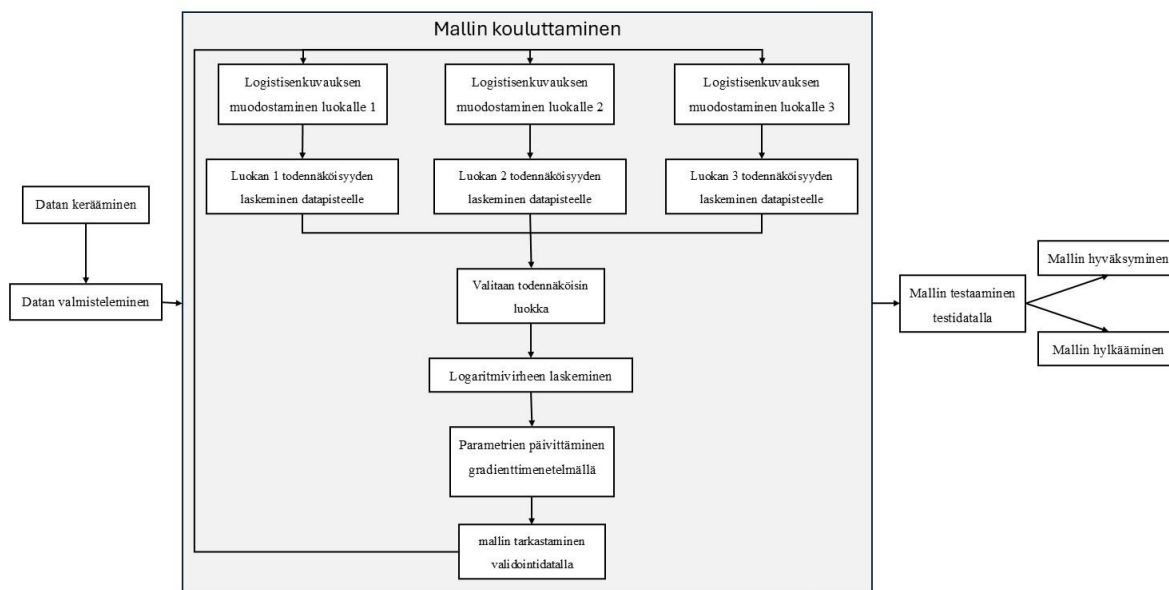 Mallin kouluttaminen
Logistisenkuvauksen
muodostaminen luokalle 1
Logistisenkuvauksen
muodostaminen luokalle 2
Logistisenkuvauksen
muodostaminen luokalle 3
Luokan 1 todennäköisyyden
laskeminen datapisteelle
Luokan 2 todennäköisyyden
laskeminen datapisteelle
Luokan 3 todennäköisyyden
laskeminen datapisteelle
Datan kerääminen
Datan valmisteleminen
Valitaan todennäköisin
luokka
Logaritmivirheen laskeminen
Parametrien päivittäminen
gradienttimenetelmällä
mallin tarkastaminen
validointidatalla
Mallin testaaminen
testidatalla
Mallin hyväksyminen
Mallin hylkääminen